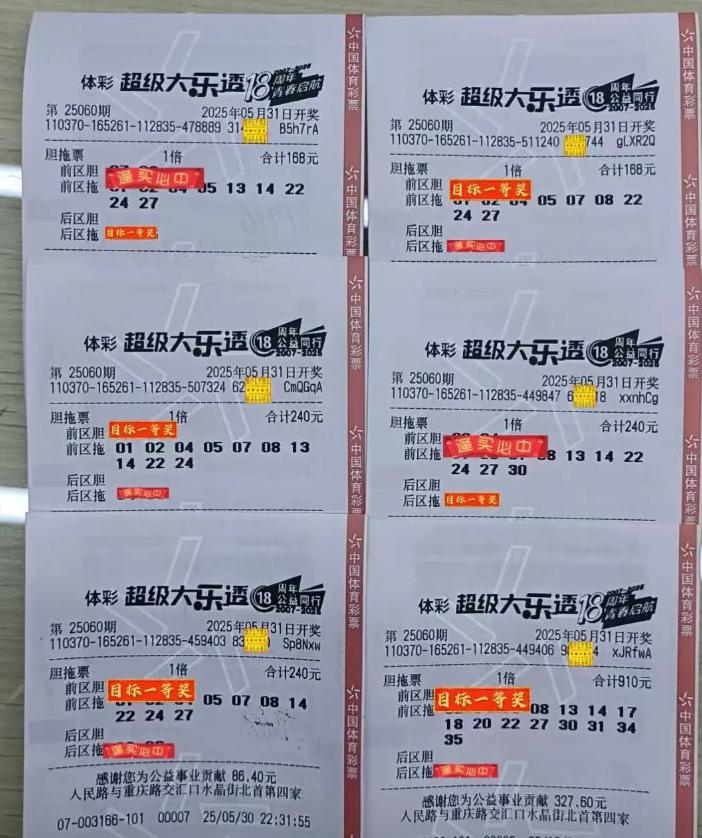 体彩 超级大乐透 18周年 青春启航 2007-2025
第 25060期 2025年05月31日开奖
110370-165261-112835-478889 31 B5h7rA
胆拖票 1倍 合计168元
前区胆
谨买必中
前区拖 05 13 14 22
24 27
后区胆
后区拖 目标一等奖
中国体育彩票
体彩 超级大乐透 18周年 公益同行 2007-2025
第 25060期 2025年05月31日开奖
110370-165261-112835-511240 744 gLXR2Q
胆拖票 1倍 合计168元
前区胆 目标一等奖
前区拖 05 07 08 22
24 27
后区胆
后区拖 谨买必中
中国体育彩票
体彩 超级大乐透 18周年 公益同行 2007-2025
第 25060期 2025年05月31日开奖
110370-165261-112835-507324 62 CmQGqA
胆拖票 1倍 合计240元
前区胆 目标一等奖
前区拖 01 02 04 05 07 08 13
14 22 24
后区胆
后区拖 谨买必中
中国体育彩票
体彩 超级大乐透 18周年 公益同行 2007-2025
第 25060期 2025年05月31日开奖
110370-165261-112835-449847 6 18 xxnhCg
胆拖票 1倍 合计240元
前区胆 谨买必中
前区拖 13 14 22
24 27 30
后区胆
后区拖 目标一等奖
中国体育彩票
体彩 超级大乐透 18周年 公益同行 2007-2025
第 25060期 2025年05月31日开奖
110370-165261-112835-459403 83 Sp8Nxw
胆拖票 1倍 合计240元
前区胆 目标一等奖
前区拖 05 07 08 14
22 24 27
后区胆
后区拖 谨买必中
感谢您为公益事业贡献 86.40元
人民路与重庆路交汇口水晶街北首第四家
07-003166-101 00007 25/05/30 22:31:55
中国体育彩票
体彩 超级大乐透 18周年 青春启航
第 25060期 2025年05月31日开奖
110370-165261-112835-449406 4 xJRfwA
胆拖票 1倍 合计910元
前区胆 目标一等奖
前区拖 08 13 14 17
18 20 22 27 30 31 34
35
后区胆
后区拖 谨买必中
感谢您为公益事业贡献 327.60元
人民路与重庆路交汇口水晶街北首第四家
中国体育彩票